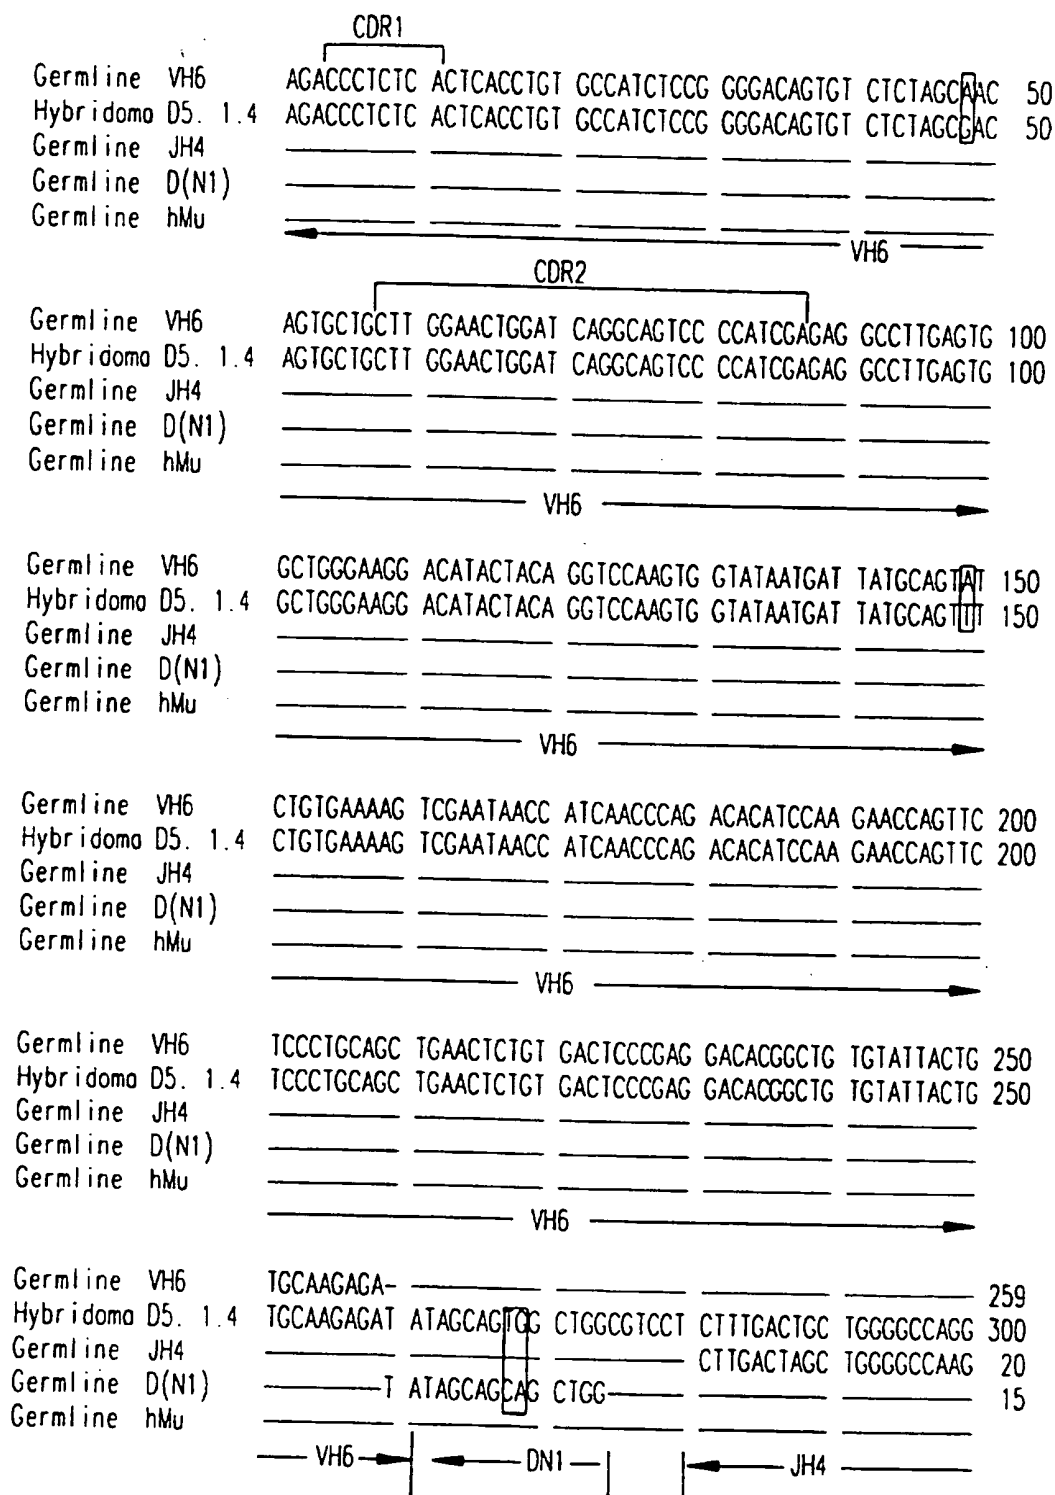 CDR1
Germline VH6 AGACCCTCTC ACTCACCTGT GCCATCTCCG GGGACAGTGT CTCTAGCAAC 50
Hybridoma D5. 1.4 AGACCCTCTC ACTCACCTGT GCCATCTCCG GGGACAGTGT CTCTAGCGAC 50
Germline JH4
Germline D(N1)
Germline hMu
VH6
CDR2
Germline VH6 AGTGCTGCTT GGAACTGGAT CAGGCAGTCC CCATCGAGAG GCCTTGAGTG 100
Hybridoma D5. 1.4 AGTGCTGCTT GGAACTGGAT CAGGCAGTCC CCATCGAGAG GCCTTGAGTG 100
Germline JH4
Germline D(N1)
Germline hMu
VH6
Germline VH6 GCTGGGAAGG ACATACTACA GGTCCAAGTG GTATAATGAT TATGCAGTAT 150
Hybridoma D5. 1.4 GCTGGGAAGG ACATACTACA GGTCCAAGTG GTATAATGAT TATGCAGTTT 150
Germline JH4
Germline D(N1)
Germline hMu
VH6
Germline VH6 CTGTGAAAAG TCGAATAACC ATCAACCCAG ACACATCCAA GAACCAGTTC 200
Hybridoma D5. 1.4 CTGTGAAAAG TCGAATAACC ATCAACCCAG ACACATCCAA GAACCAGTTC 200
Germline JH4
Germline D(N1)
Germline hMu
VH6
Germline VH6 TCCCTGCAGC TGAACTCTGT GACTCCCGAG GACACGGCTG TGTATTACTG 250
Hybridoma D5. 1.4 TCCCTGCAGC TGAACTCTGT GACTCCCGAG GACACGGCTG TGTATTACTG 250
Germline JH4
Germline D(N1)
Germline hMu
VH6
Germline VH6 TGCAAGAGA- 259
Hybridoma D5. 1.4 TGCAAGAGAT ATAGCAGTGG CTGGCGTCCT CTTTGACTGC TGGGGCCAGG 300
Germline JH4 CTTGACTAGC TGGGGCCAAG 20
Germline D(N1) T ATAGCAGCAG CTGG 15
Germline hMu
VH6 DN1 JH4